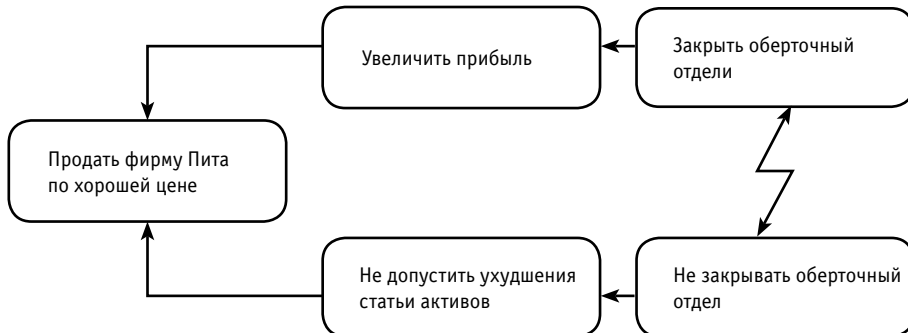 Увеличить прибыль
Закрыть оберточный
отдели
Продать фирму Пита
по хорошей цене
Не допустить ухудшения
статьи активов
Не закрывать оберточный
отдел